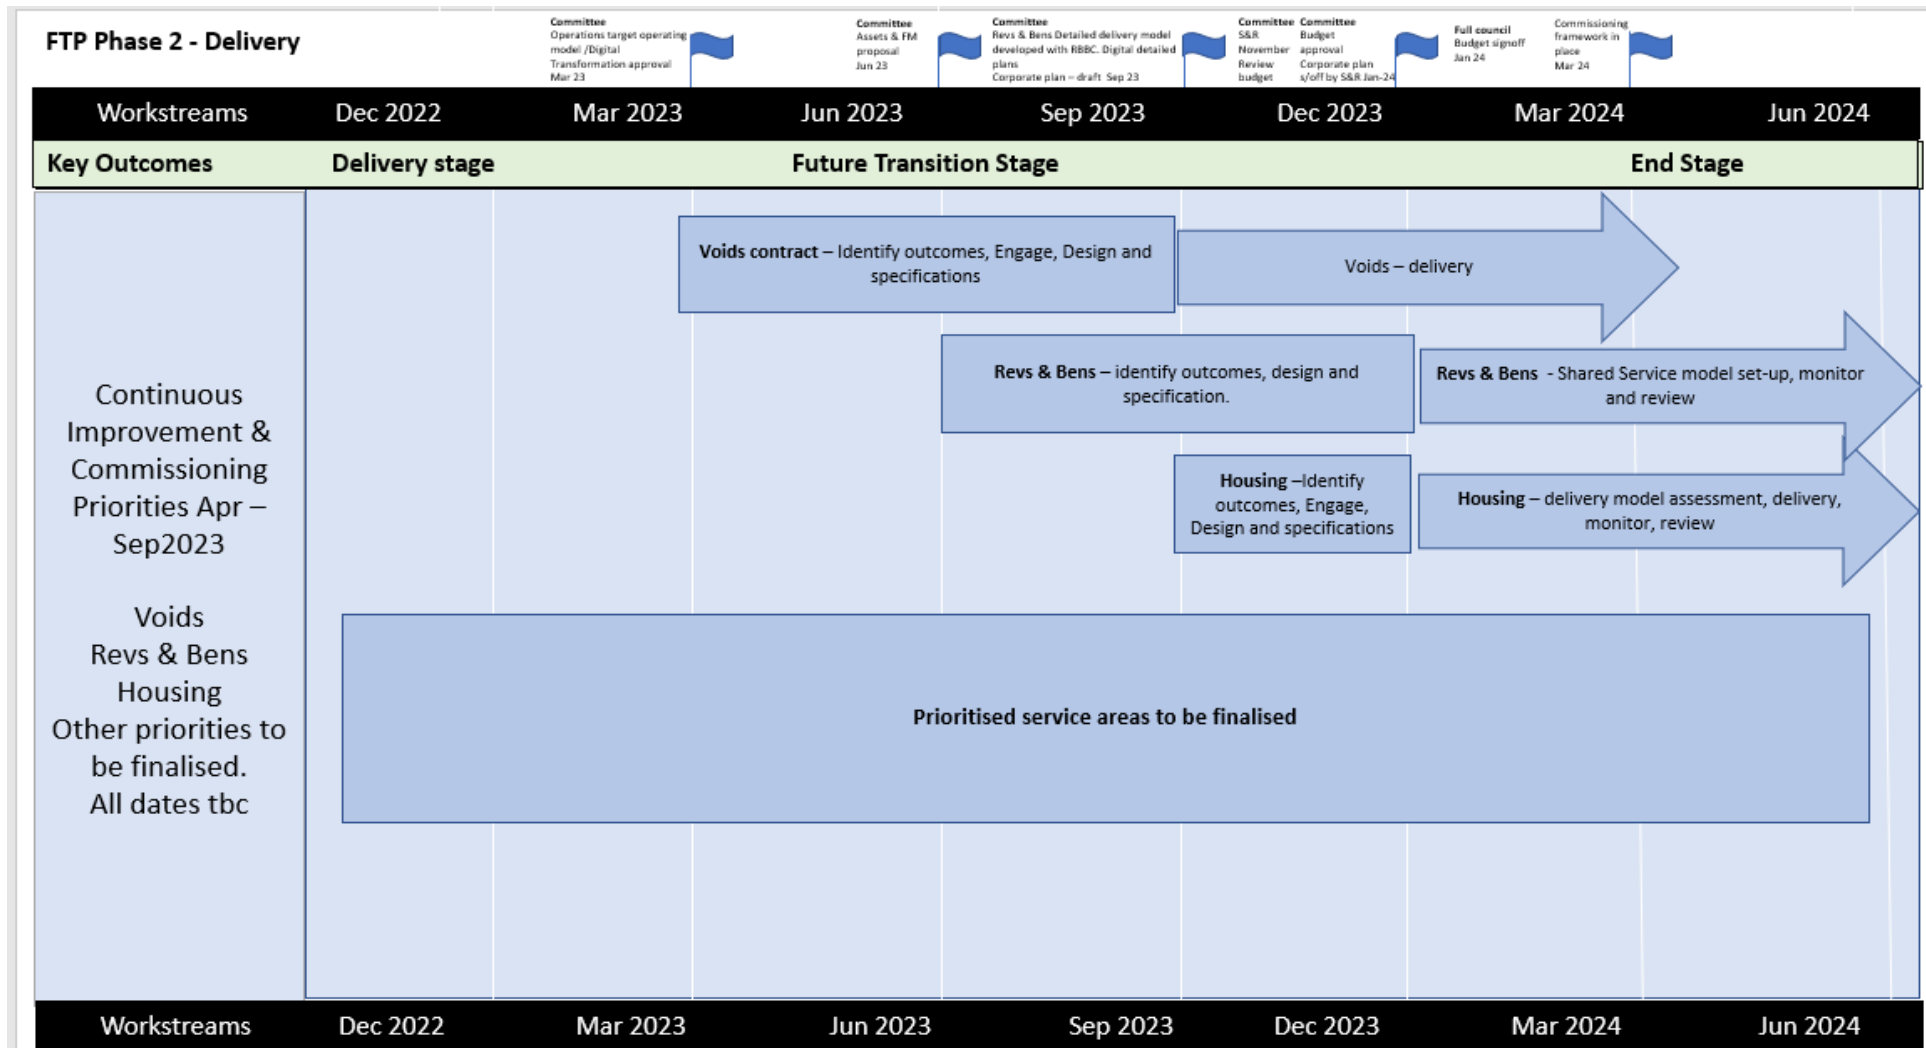 FTP Phase 2 - Delivery
Committee
Operations target operating
model /Digital
Transformation approval
Mar 23
Committee
Assets & FM
proposal
Jun 23
Committee
Revs & Bens Detailed delivery model
developed with RBBC. Digital detailed
plans
Corporate plan – draft Sep 23
Committee
S&R
November
Review
budget
Committee
Budget
approval
Corporate plan
s/off by S&R Jan-24
Full council
Budget signoff
Jan 24
Commissioning
framework in
place
Mar 24
Workstreams Dec 2022 Mar 2023 Jun 2023 Sep 2023 Dec 2023 Mar 2024 Jun 2024
Key Outcomes Delivery stage Future Transition Stage End Stage
Continuous
Improvement &
Commissioning
Priorities Apr –
Sep2023
Voids
Revs & Bens
Housing
Other priorities to
be finalised.
All dates tbc
Voids contract – Identify outcomes, Engage, Design and
specifications
Voids – delivery
Revs & Bens – identify outcomes, design and
specification.
Revs & Bens - Shared Service model set-up, monitor
and review
Housing –Identify
outcomes, Engage,
Design and specifications
Housing – delivery model assessment, delivery,
monitor, review
Prioritised service areas to be finalised
Workstreams Dec 2022 Mar 2023 Jun 2023 Sep 2023 Dec 2023 Mar 2024 Jun 2024